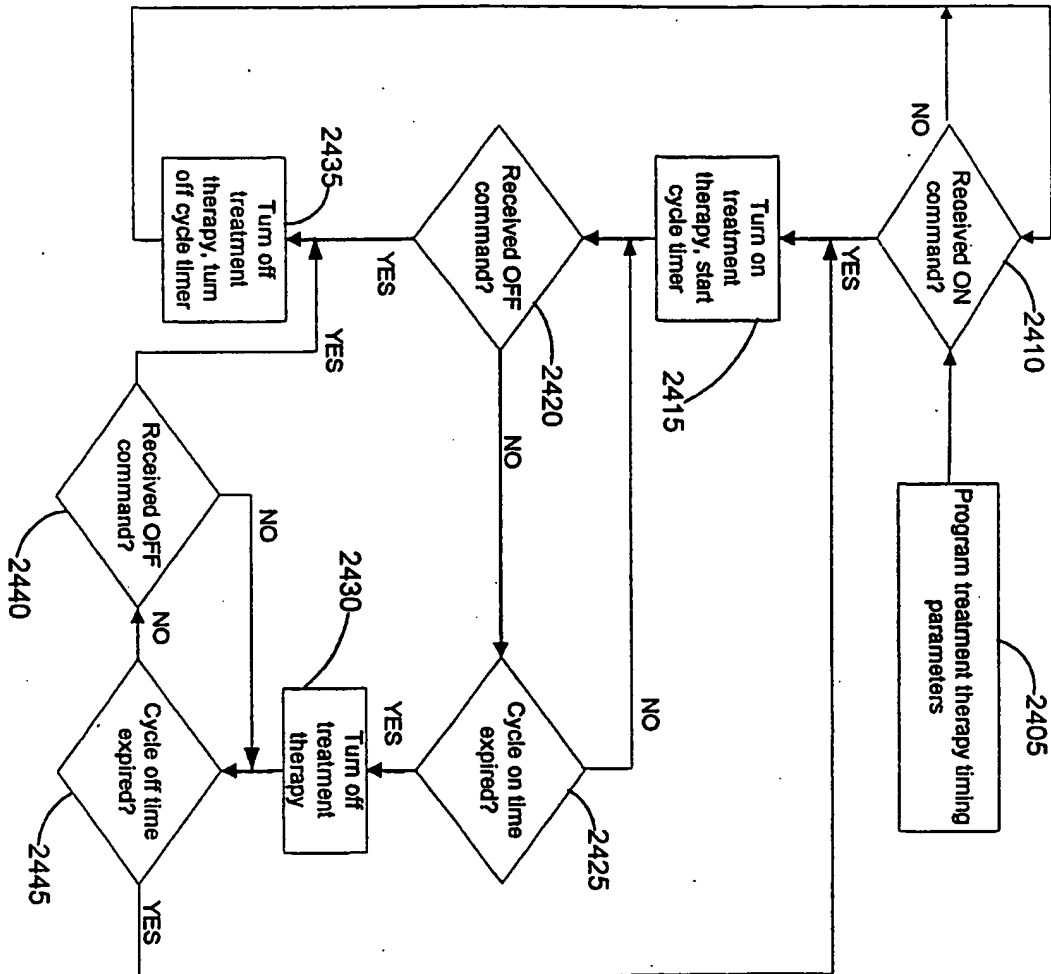 Program treatment therapy timing
parameters
2405
Received ON
command?
2410
NO
YES
Turn on
treatment
therapy, start
cycle timer
2415
Received OFF
command?
2420
NO
YES
Cycle on time
expired?
2425
NO
YES
Turn off
treatment
therapy
2430
Turn off
treatment
therapy, turn
off cycle timer
2435
Received OFF
command?
2440
YES
NO
Cycle off time
expired?
2445
NO
YES